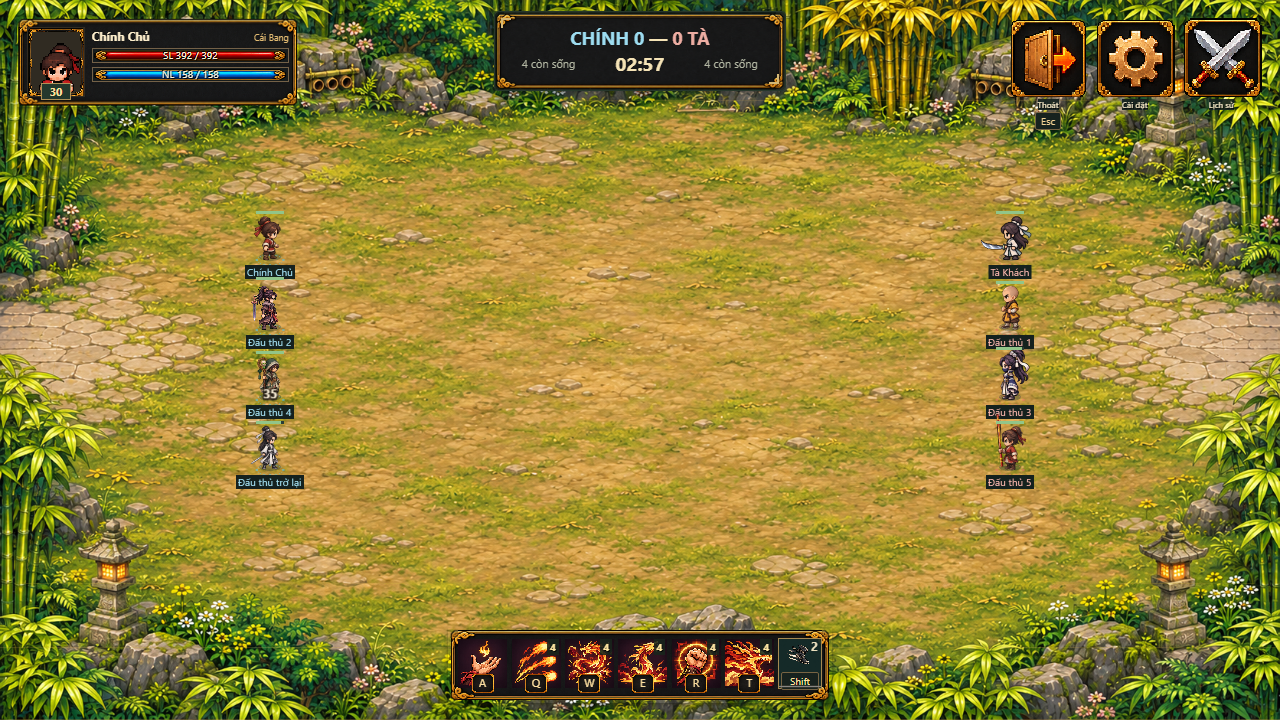 Chính Chủ
Cái Bang
SL 392 / 392
NL 158 / 158
30
CHÍNH 0 — 0 TÀ
4 còn sống
02:57
4 còn sống
Thoát
Esc
Cài đặt
Lịch sử
Chính Chủ
Tà Khách
Đấu thủ 2
Đấu thủ 1
35
Đấu thủ 4
Đấu thủ 3
Đấu thủ trở lại
Đấu thủ 5
A
4
Q
4
W
4
E
4
R
4
T
2
Shift